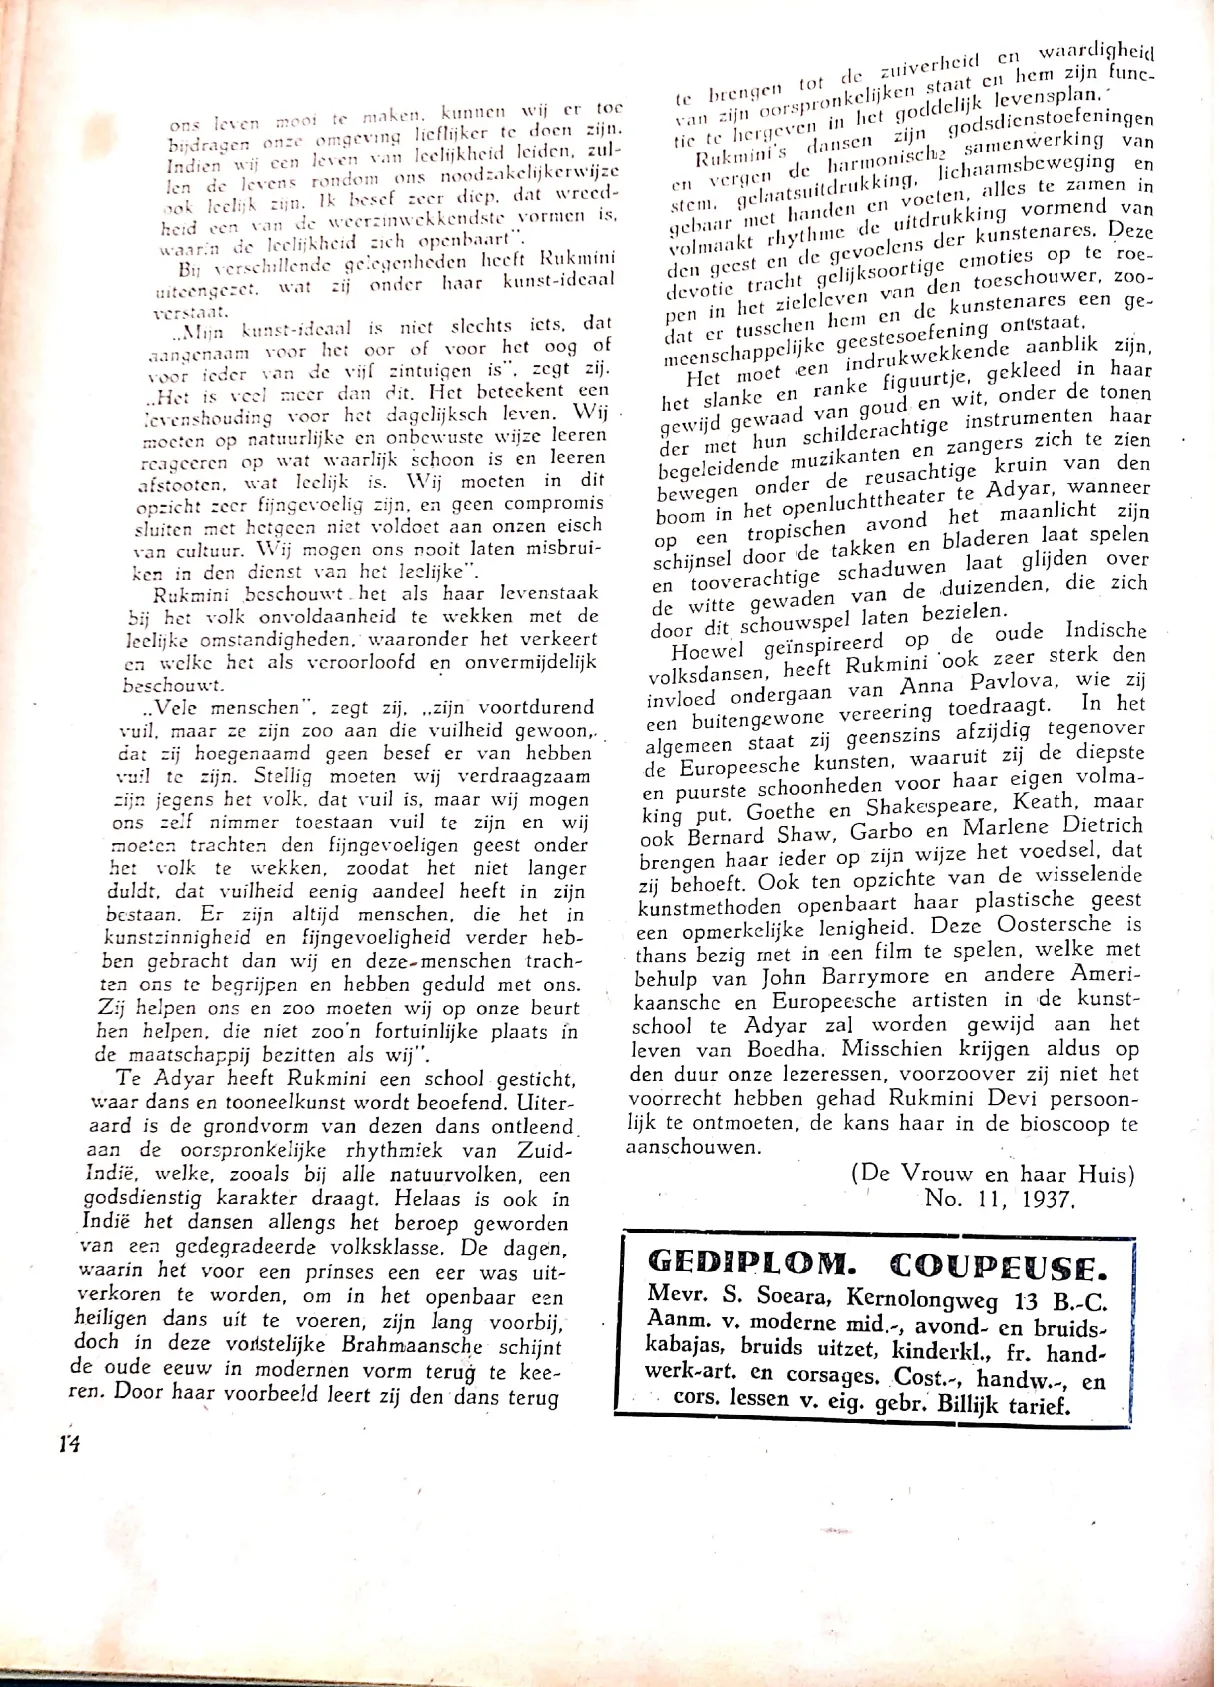 ons leven mooi te maken, kunnen wij er toe
bijdragen onze omgeving lieflijker te doen zijn.
Indien wij een leven van leelijkheid leiden, zul-
len de levens rondom ons noodzakelijkerwijze
ook leelijk zijn. Ik besef zeer diep, dat wreed-
heid een van de weerzinwekkendste vormen is,
waarin de leelijkheid zich openbaart".
Bij verschillende gelegenheden heeft Rukmini
uiteengezet, wat zij onder haar kunst-ideaal
verstaat.
„Mijn kunst-ideaal is niet slechts iets, dat
aangenaam voor het oor of voor het oog of
voor ieder van de vijf zintuigen is", zegt zij.
„Het is veel meer dan dit. Het beteekent een
levenshouding voor het dagelijksch leven. Wij
moeten op natuurlijke en onbewuste wijze leeren
reageeren op wat waarlijk schoon is en leeren
afstooten, wat leelijk is. Wij moeten in dit
opzicht zeer fijngevoelig zijn, en geen compromis
sluiten met hetgeen niet voldoet aan onzen eisch
van cultuur. Wij mogen ons nooit laten misbrui-
ken in den dienst van het leelijke".
Rukmini beschouwt het als haar levenstaak
bij het volk onvoldaanheid te wekken met de
leelijke omstandigheden, waaronder het verkeert
en welke het als veroorloofd en onvermijdelijk
beschouwt.
„Vele menschen", zegt zij, „zijn voortdurend
vuil, maar ze zijn zoo aan die vuilheid gewoon,
dat zij hoegenaamd geen besef er van hebben
vuil te zijn. Stellig moeten wij verdraagzaam
zijn jegens het volk, dat vuil is, maar wij mogen
ons zelf nimmer toestaan vuil te zijn en wij
moeten trachten den fijngevoeligen geest onder
het volk te wekken, zoodat het niet langer
duldt, dat vuilheid eenig aandeel heeft in zijn
bestaan. Er zijn altijd menschen, die het in
kunstzinnigheid en fijngevoeligheid verder heb-
ben gebracht dan wij en deze menschen trach-
ten ons te begrijpen en hebben geduld met ons.
Zij helpen ons en zoo moeten wij op onze beurt
hen helpen, die niet zoo'n fortuinlijke plaats in
de maatschappij bezitten als wij".
Te Adyar heeft Rukmini een school gesticht,
waar dans en tooneelkunst wordt beoefend. Uiter-
aard is de grondvorm van dezen dans ontleend
aan de oorspronkelijke rhythmiek van Zuid-
Indië, welke, zooals bij alle natuurvolken, een
godsdienstig karakter draagt. Helaas is ook in
Indië het dansen allengs het beroep geworden
van een gedegradeerde volksklasse. De dagen,
waarin het voor een prinses een eer was uit-
verkoren te worden, om in het openbaar een
heiligen dans uit te voeren, zijn lang voorbij,
doch in deze vorstelijke Brahmaansche schijnt
de oude eeuw in modernen vorm terug te kee-
ren. Door haar voorbeeld leert zij den dans terug
14
te brengen tot de zuiverheid en waardigheid
van zijn oorspronkelijken staat en hem zijn func-
tie te hergeven in het goddelijk levensplan.
Rukmini's dansen zijn godsdienstoefeningen
en vergen de harmonische samenwerking van
stem, gelaatsuitdrukking, lichaamsbeweging en
gebaar met handen en voeten, alles te zamen in
volmaakt rhythme de uitdrukking vormend van
den geest en de gevoelens der kunstenares. Deze
devotie tracht gelijksoortige emoties op te roe-
pen in het zieleleven van den toeschouwer, zoo-
dat er tusschen hem en de kunstenares een ge-
meenschappelijke geestesoefening ontstaat.
Het moet een indrukwekkende aanblik zijn,
het slanke en ranke figuurtje, gekleed in haar
gewijd gewaad van goud en wit, onder de tonen
der met hun schilderachtige instrumenten haar
begeleidende muzikanten en zangers zich te zien
bewegen onder de reusachtige kruin van den
boom in het openluchttheater te Adyar, wanneer
op een tropischen avond het maanlicht zijn
schijnsel door de takken en bladeren laat spelen
en tooverachtige schaduwen laat glijden over
de witte gewaden van de duizenden, die zich
door dit schouwspel laten bezielen.
Hoewel geïnspireerd op de oude Indische
volksdansen, heeft Rukmini ook zeer sterk den
invloed ondergaan van Anna Pavlova, wie zij
een buitengewone vereering toedraagt. In het
algemeen staat zij geenszins afzijdig tegenover
de Europeesche kunsten, waaruit zij de diepste
en puurste schoonheden voor haar eigen volma-
king put. Goethe en Shakespeare, Keath, maar
ook Bernard Shaw, Garbo en Marlene Dietrich
brengen haar ieder op zijn wijze het voedsel, dat
zij behoeft. Ook ten opzichte van de wisselende
kunstmethoden openbaart haar plastische geest
een opmerkelijke lenigheid. Deze Oostersche is
thans bezig met in een film te spelen, welke met
behulp van John Barrymore en andere Ameri-
kaansche en Europeesche artisten in de kunst-
school te Adyar zal worden gewijd aan het
leven van Boedha. Misschien krijgen aldus op
den duur onze lezeressen, voorzoover zij niet het
voorrecht hebben gehad Rukmini Devi persoon-
lijk te ontmoeten, de kans haar in de bioscoop te
aanschouwen.
(De Vrouw en haar Huis)
No. 11, 1937.
GEDIPLOM. COUPEUSE.
Mevr. S. Soeara, Kernolongweg 13 B.-C.
Aanm. v. moderne mid.-, avond- en bruids-
kabajas, bruids uitzet, kinderkl., fr. hand-
werk-art. en corsages. Cost.-, handw.-, en
cors. lessen v. eig. gebr. Billijk tarief.